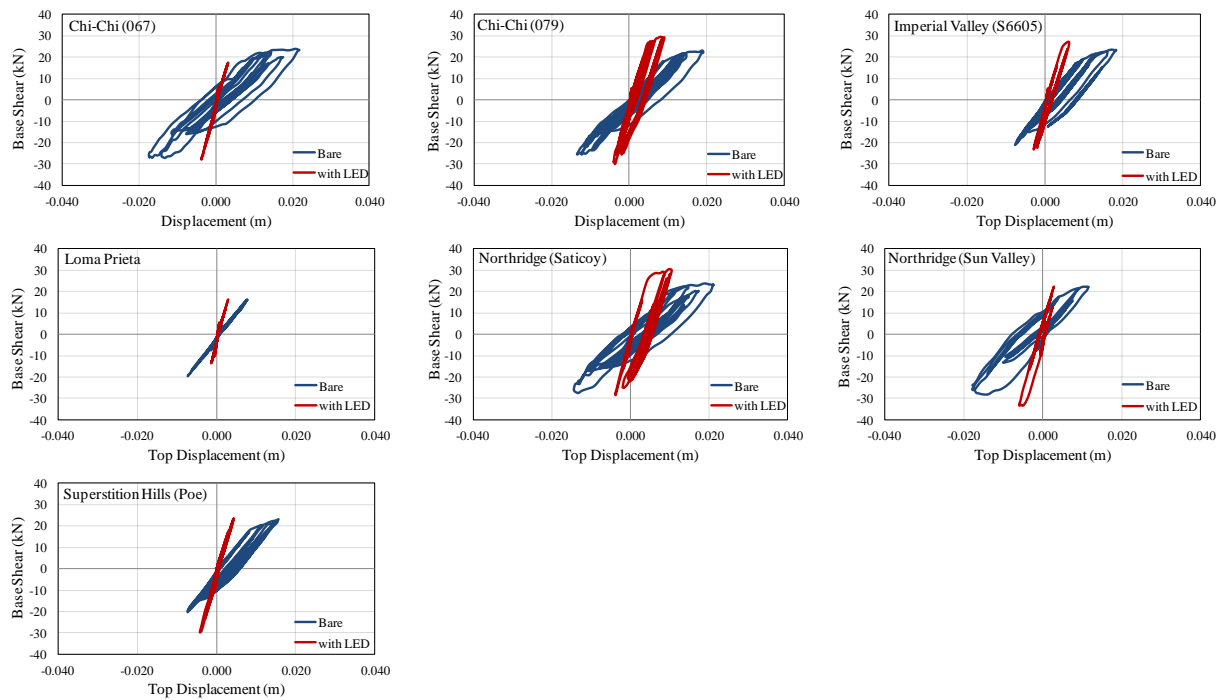 Chi-Chi (067)
Base Shear (kN)
40
30
20
10
0
-10
-20
-30
-40
Bare
with LED
-0.040
-0.020
0.000
0.020
0.040
Displacement (m)
Chi-Chi (079)
Base Shear (kN)
40
30
20
10
0
-10
-20
-30
-40
Bare
with LED
-0.040
-0.020
0.000
0.020
0.040
Displacement (m)
Imperial Valley (S6605)
Base Shear (kN)
40
30
20
10
0
-10
-20
-30
-40
Bare
with LED
-0.040
-0.020
0.000
0.020
0.040
Top Displacement (m)
Loma Prieta
Base Shear (kN)
40
30
20
10
0
-10
-20
-30
-40
Bare
with LED
-0.040
-0.020
0.000
0.020
0.040
Top Displacement (m)
Northridge (Saticoy)
Base Shear (kN)
40
30
20
10
0
-10
-20
-30
-40
Bare
with LED
-0.040
-0.020
0.000
0.020
0.040
Top Displacement (m)
Northridge (Sun Valley)
Base Shear (kN)
40
30
20
10
0
-10
-20
-30
-40
Bare
with LED
-0.040
-0.020
0.000
0.020
0.040
Top Displacement (m)
Superstition Hills (Poe)
Base Shear (kN)
40
30
20
10
0
-10
-20
-30
-40
Bare
with LED
-0.040
-0.020
0.000
0.020
0.040
Top Displacement (m)